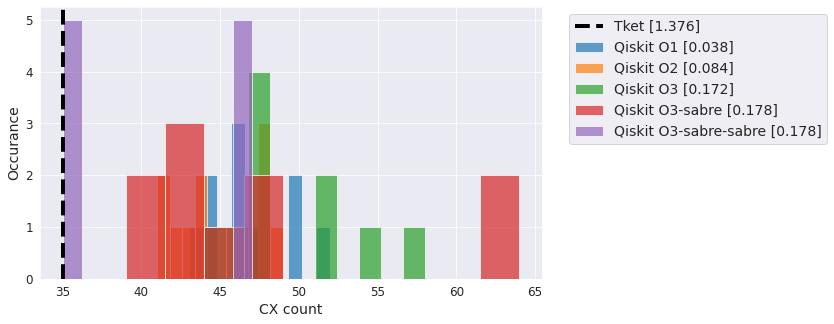 5
4
3
2
1
0
Occurance
35 40 45 50 55 60 65
CX count
Tket [1.376]
Qiskit O1 [0.038]
Qiskit O2 [0.084]
Qiskit O3 [0.172]
Qiskit O3-sabre [0.178]
Qiskit O3-sabre-sabre [0.178]